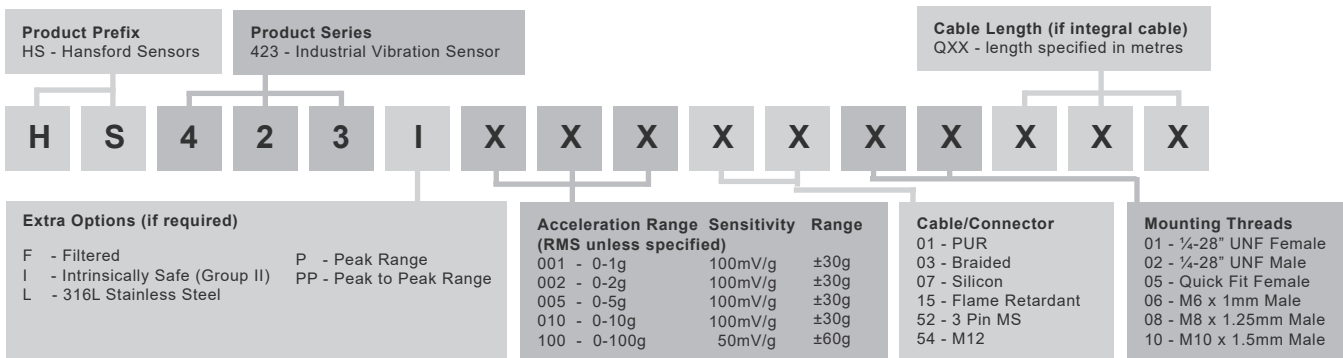 Product Prefix
HS - Hansford Sensors
Product Series
423 - Industrial Vibration Sensor
Cable Length (if integral cable)
QXX - length specified in metres
H S 4 2 3 I X X X X X X X X X X
Extra Options (if required)
F - Filtered
I - Intrinsically Safe (Group II)
L - 316L Stainless Steel
P - Peak Range
PP - Peak to Peak Range
Acceleration Range Sensitivity Range
(RMS unless specified)
001 - 0-1g 100mV/g ±30g
002 - 0-2g 100mV/g ±30g
005 - 0-5g 100mV/g ±30g
010 - 0-10g 100mV/g ±30g
100 - 0-100g 50mV/g ±60g
Cable/Connector
01 - PUR
03 - Braided
07 - Silicon
15 - Flame Retardant
52 - 3 Pin MS
54 - M12
Mounting Threads
01 - ¼-28” UNF Female
02 - ¼-28” UNF Male
05 - Quick Fit Female
06 - M6 x 1mm Male
08 - M8 x 1.25mm Male
10 - M10 x 1.5mm Male